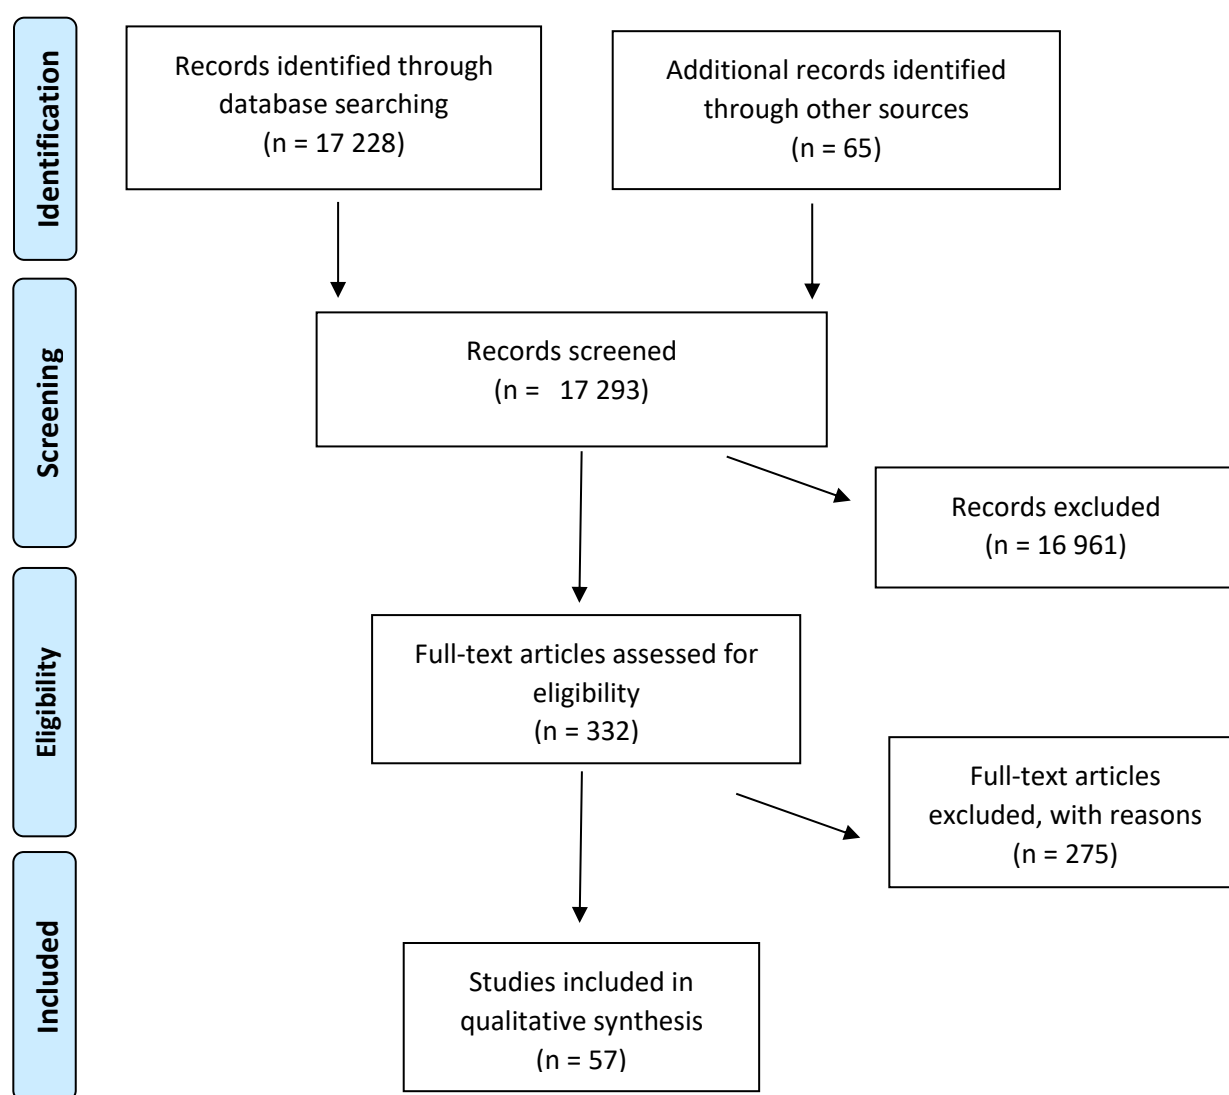 Identification
Records identified through
database searching
(n = 17 228)
Additional records identified
through other sources
(n = 65)
Screening
Records screened
(n =   17 293)
Records excluded
(n = 16 961)
Eligibility
Full-text articles assessed for
eligibility
(n = 332)
Full-text articles
excluded, with reasons
(n = 275)
Included
Studies included in
qualitative synthesis
(n = 57)